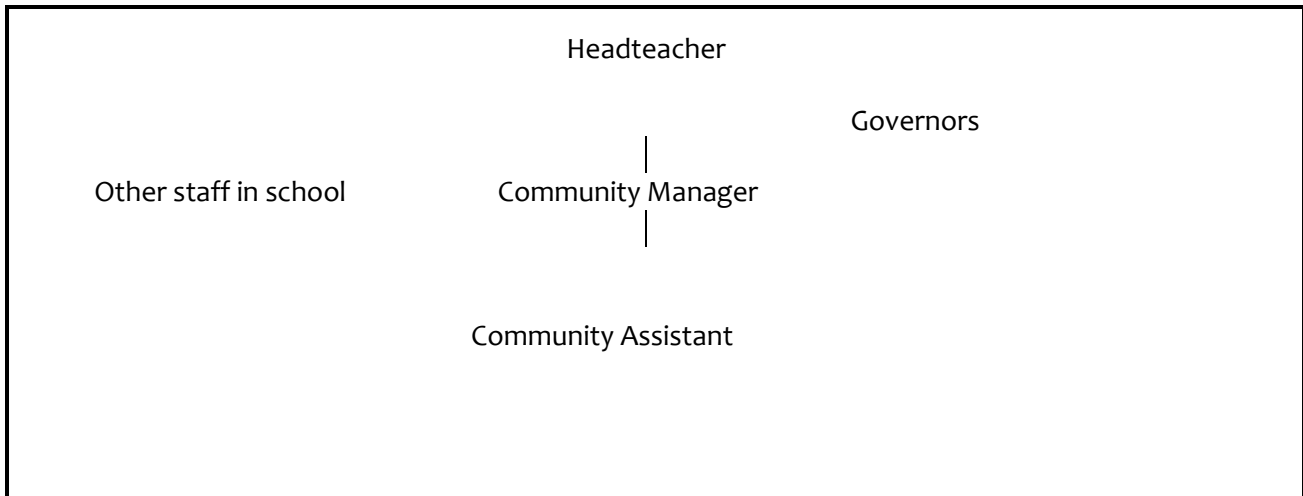 Headteacher
Governors
Other staff in school Community Manager
Community Assistant